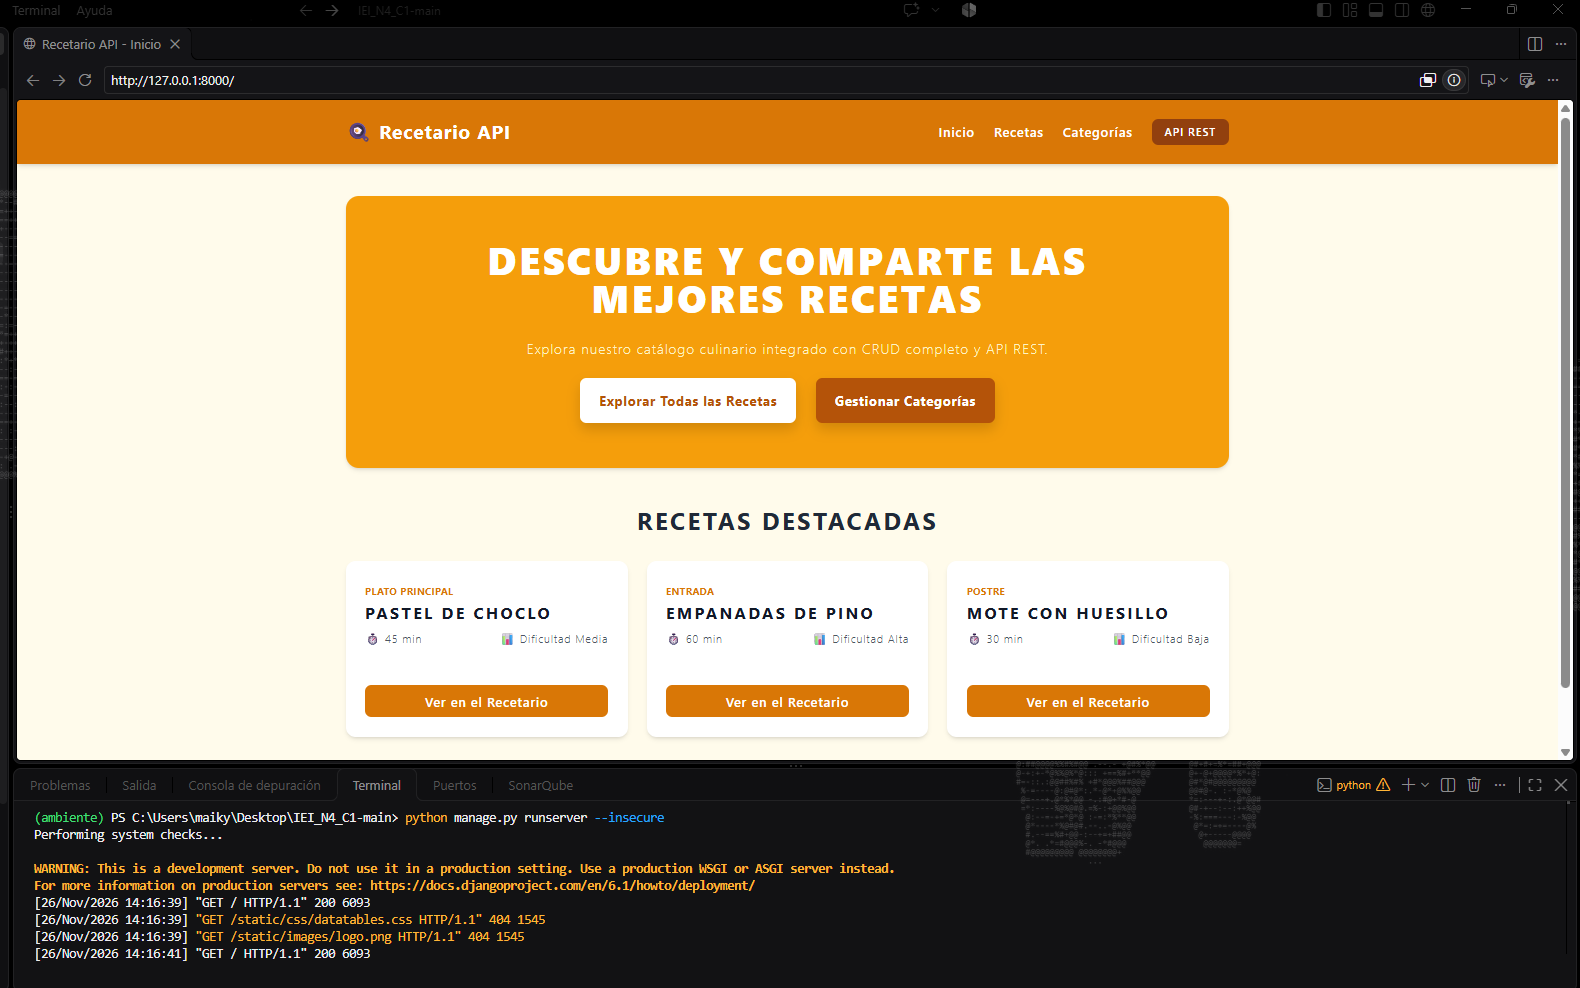 Terminal Ayuda IEI_N4_C1-main
Recetario API - Inicio
http://127.0.0.1:8000/
Recetario API
Inicio Recetas Categorías API REST
DESCUBRE Y COMPARTE LAS
MEJORES RECETAS
Explora nuestro catálogo culinario integrado con CRUD completo y API REST.
Explorar Todas las Recetas Gestionar Categorías
RECETAS DESTACADAS
PLATO PRINCIPAL
PASTEL DE CHOCLO
45 min Dificultad Media
Ver en el Recetario
ENTRADA
EMPANADAS DE PINO
60 min Dificultad Alta
Ver en el Recetario
POSTRE
MOTE CON HUESILLO
30 min Dificultad Baja
Ver en el Recetario
Problemas Salida Consola de depuración Terminal Puertos SonarQube python
(ambiente) PS C:\Users\maiky\Desktop\IEI_N4_C1-main> python manage.py runserver --insecure
Performing system checks...
WARNING: This is a development server. Do not use it in a production setting. Use a production WSGI or ASGI server instead.
For more information on production servers see: https://docs.djangoproject.com/en/6.1/howto/deployment/
[26/Nov/2026 14:16:39] "GET / HTTP/1.1" 200 6093
[26/Nov/2026 14:16:39] "GET /static/css/datatables.css HTTP/1.1" 404 1545
[26/Nov/2026 14:16:39] "GET /static/images/logo.png HTTP/1.1" 404 1545
[26/Nov/2026 14:16:41] "GET / HTTP/1.1" 200 6093